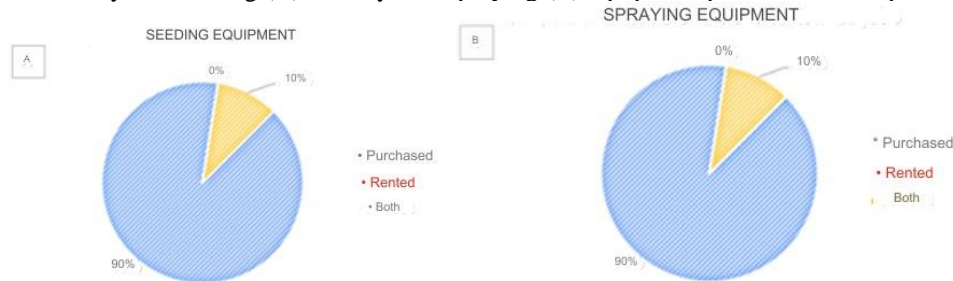 A
SEEDING EQUIPMENT
0%
10%
90%
• Purchased
• Rented
• Both
B
SPRAYING EQUIPMENT
0%
10%
90%
* Purchased
• Rented
Both